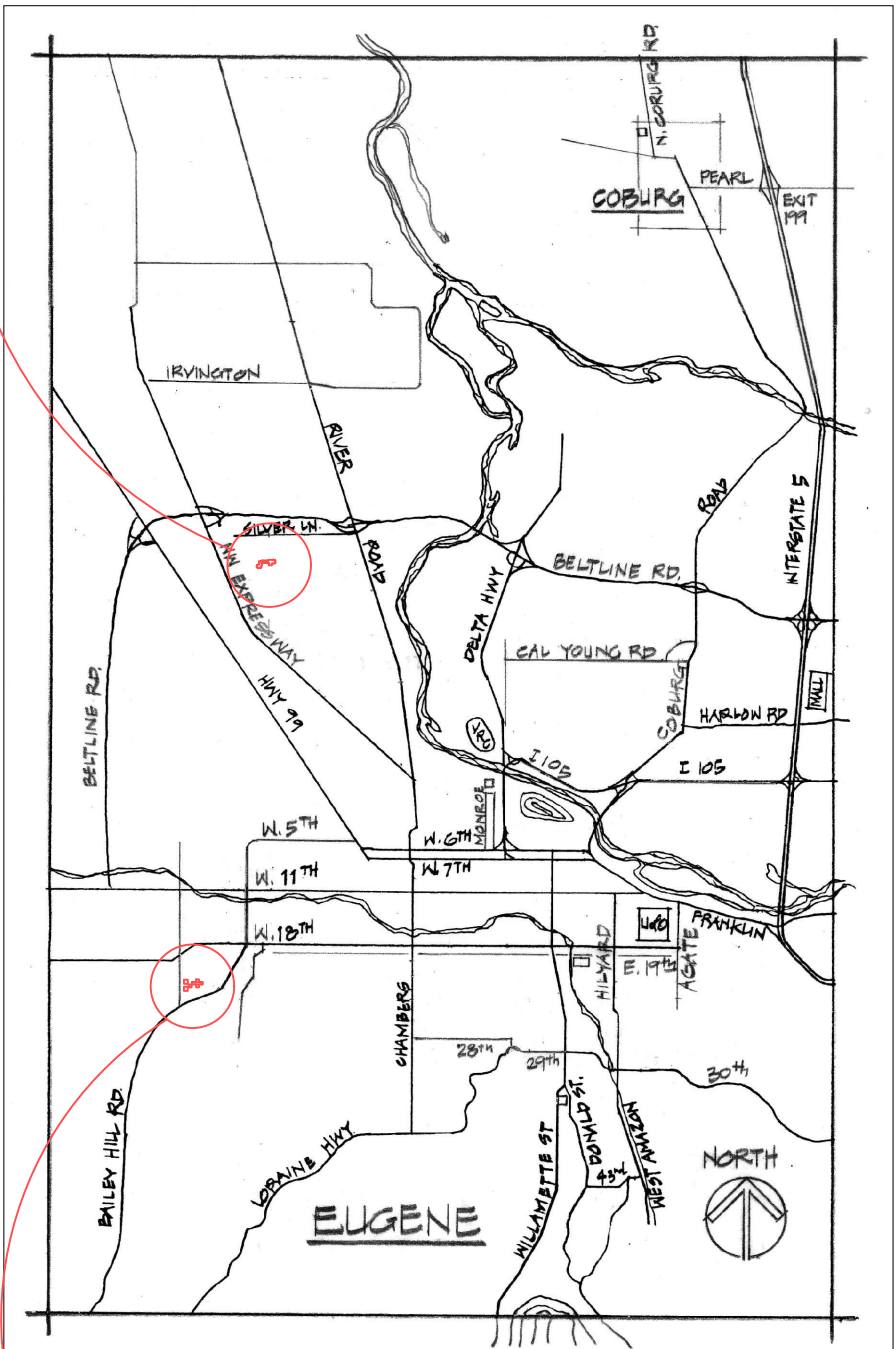 N. COBURG RD.
PEARL
COBURG
EXIT
199
IRVINGTON
RIVER
ROAD
INTERSTATE 5
SILVER LN.
ROAD
NW EXPRESSWAY
BELTLINE RD.
DELTA HWY
CAL YOUNG RD
COBURG
HWY 99
BELTLINE RD.
MALL
HARLOW RD
VRC
I 105
I 105
MONROE
W. 5TH
W. 6TH
W. 7TH
W. 11TH
W. 18TH
UofO
FRANKLIN
HILYARD
E. 19th
AGATE
CHAMBERS
28th
29th
30th
BAILEY HILL RD.
LORAINE HWY
WILLAMETTE ST
DONALD ST.
43rd
WEST AMAZON
NORTH
EUGENE